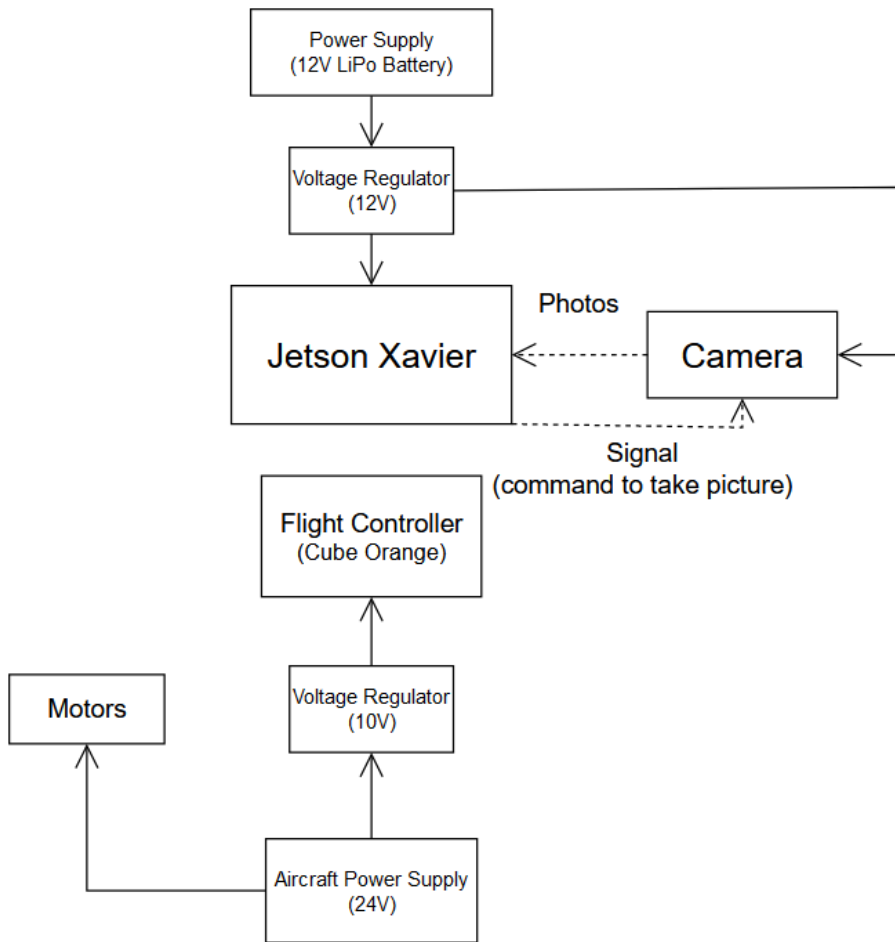 Power Supply
(12V LiPo Battery)
Voltage Regulator
(12V)
Jetson Xavier
Photos
Camera
Signal
(command to take picture)
Flight Controller
(Cube Orange)
Voltage Regulator
(10V)
Motors
Aircraft Power Supply
(24V)